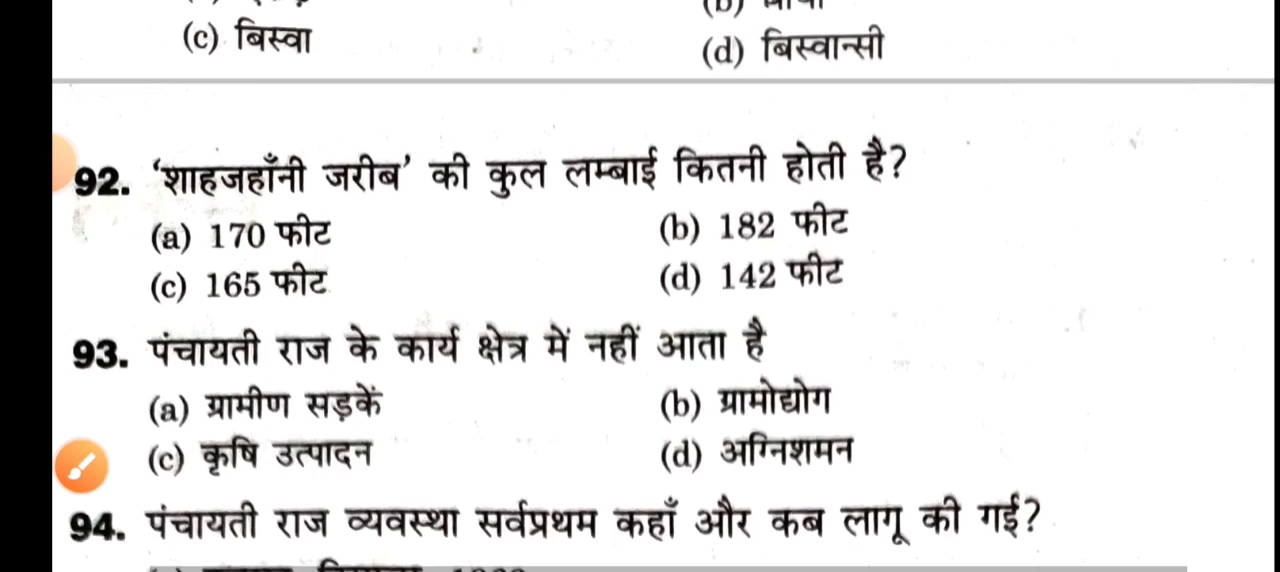 (c) बिस्वा
(d) बिस्वान्सी
92. ‘शाहजहाँनी जरीब’ की कुल लम्बाई कितनी होती है?
(a) 170 फीट
(b) 182 फीट
(c) 165 फीट
(d) 142 फीट
93. पंचायती राज के कार्य क्षेत्र में नहीं आता है
(a) ग्रामीण सड़कें
(b) ग्रामोद्योग
(c) कृषि उत्पादन
(d) अग्निशमन
94. पंचायती राज व्यवस्था सर्वप्रथम कहाँ और कब लागू की गई?